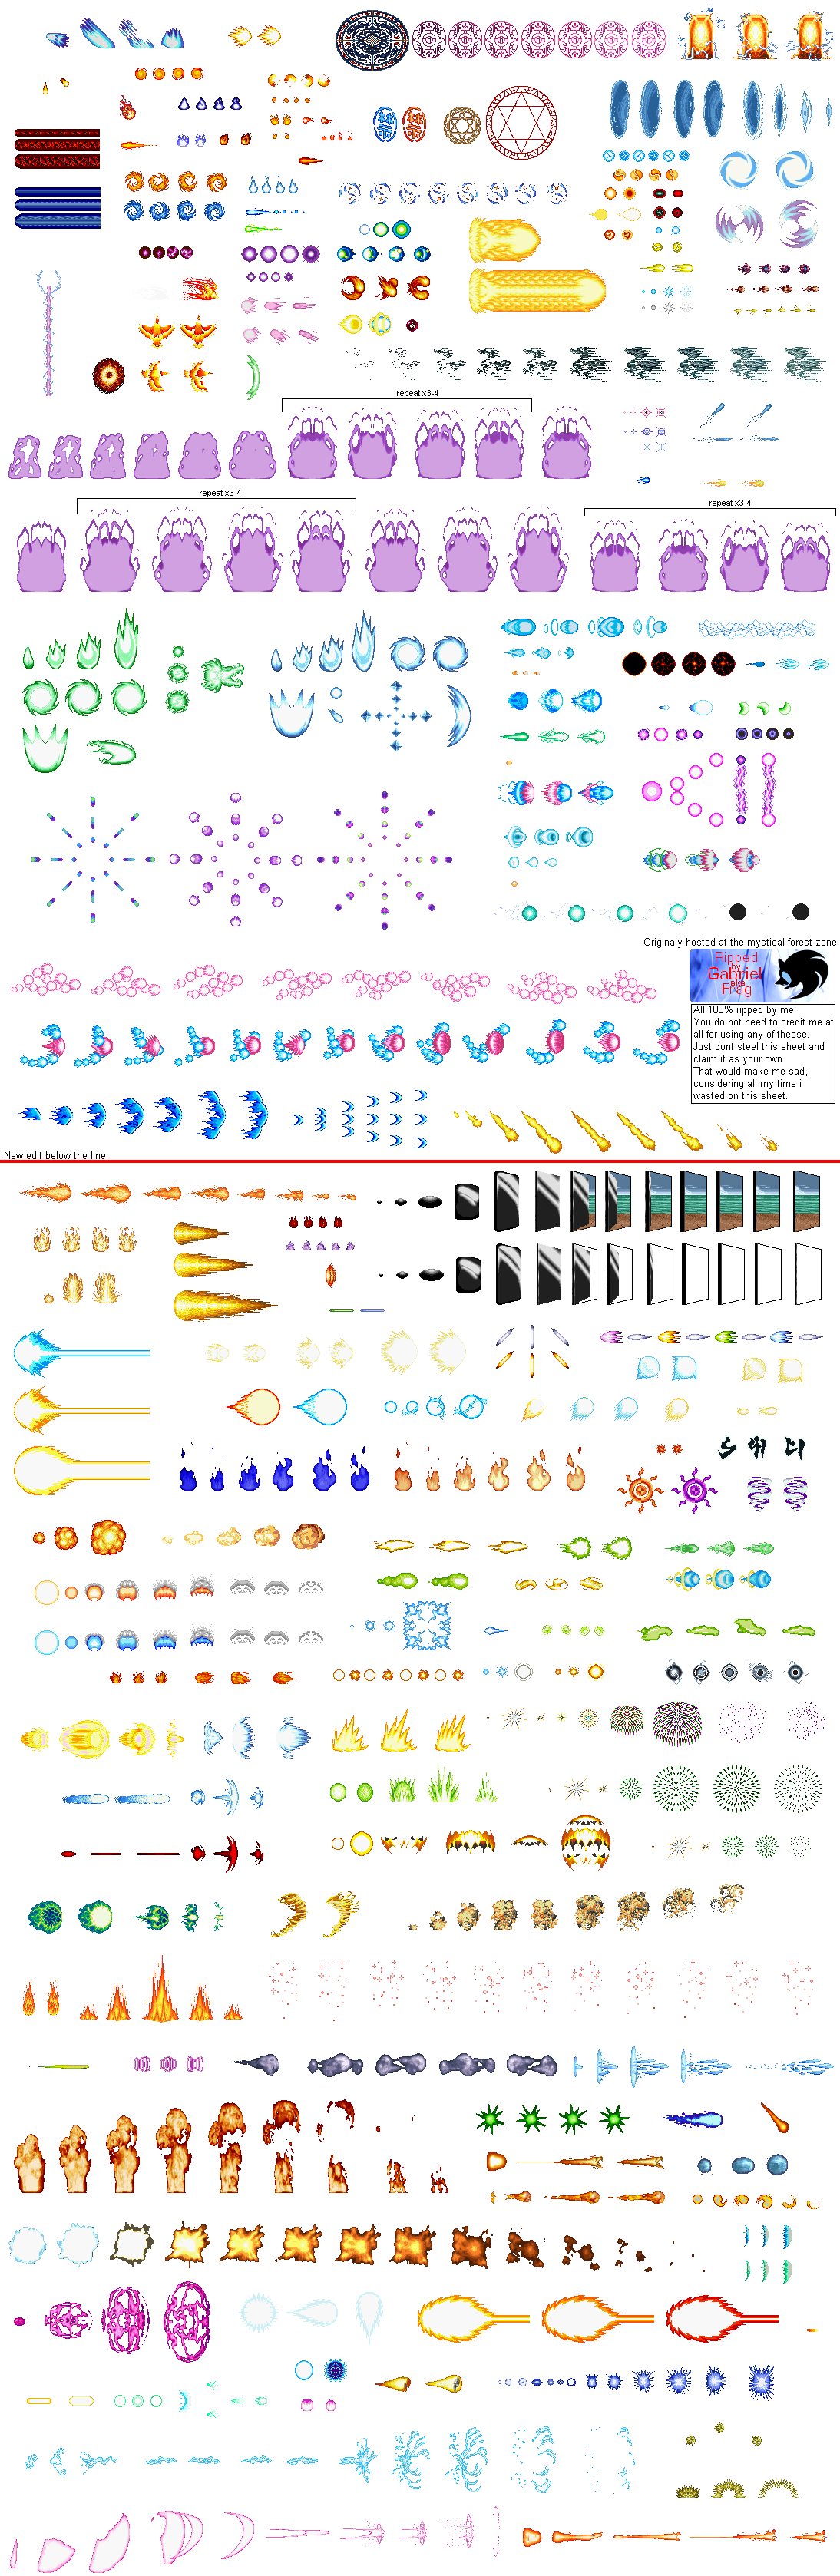 repeat x3-4
repeat x3-4
repeat x3-4
Originaly hosted at the mystical forest zone.
Ripped
by
Gabriel
aka
Frag
All 100% ripped by me
You do not need to credit me at
all for using any of theese.
Just dont steel this sheet and
claim it as your own.
That would make me sad,
considering all my time i
wasted on this sheet.
New edit below the line